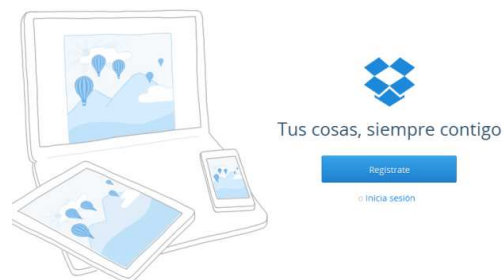 Tus cosas, siempre contigo
Regístrate
o inicia sesión